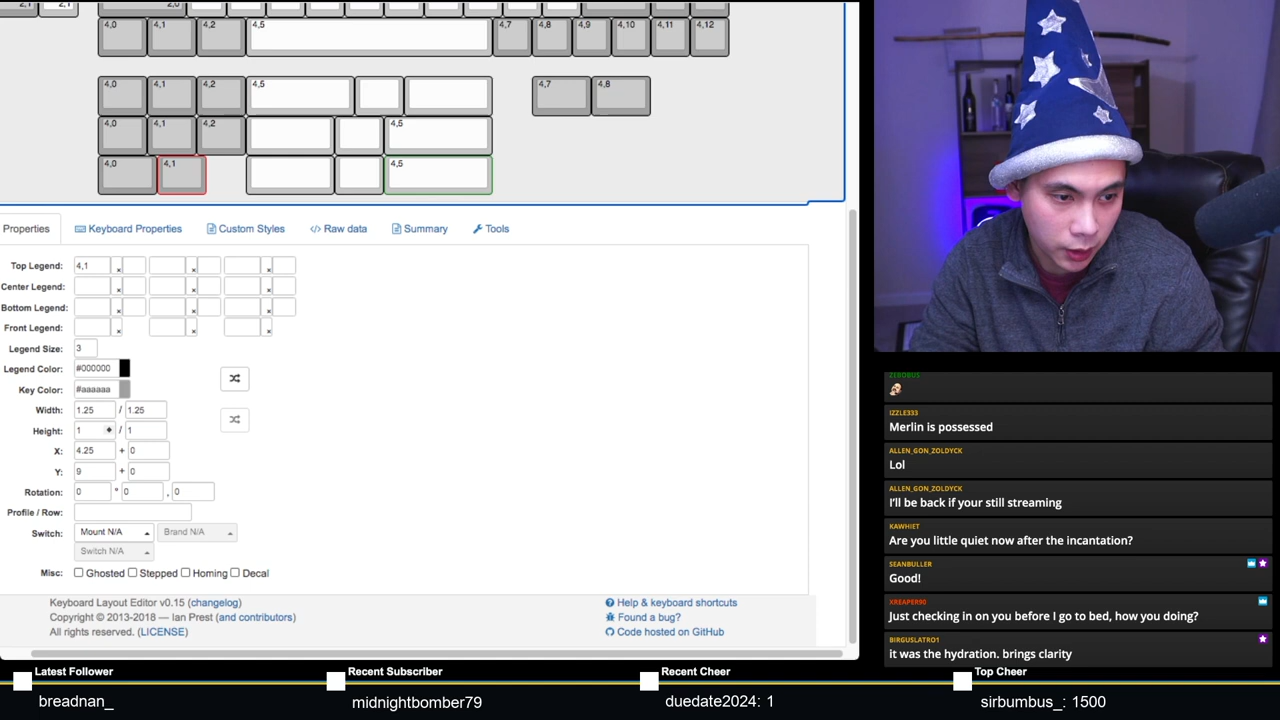 2,1
2,1
2,0
4,0 4,1 4,2 4,5 4,7 4,8 4,9 4,10 4,11 4,12
4,0 4,1 4,2 4,5 4,7 4,8
4,0 4,1 4,2 4,5
4,0 4,1 4,5
Properties Keyboard Properties Custom Styles Raw data Summary Tools
Top Legend: 4,1
Center Legend:
Bottom Legend:
Front Legend:
Legend Size: 3
Legend Color: #000000
Key Color: #aaaaaa
Width: 1.25 / 1.25
Height: 1 / 1
X: 4.25 + 0
Y: 9 + 0
Rotation: 0 ° 0 , 0
Profile / Row:
Switch: Mount N/A Brand N/A
Switch N/A
Misc: Ghosted Stepped Homing Decal
Keyboard Layout Editor v0.15 (changelog)
Copyright © 2013-2018 — Ian Prest (and contributors)
All rights reserved. (LICENSE)
Help & keyboard shortcuts
Found a bug?
Code hosted on GitHub
ZEROBUS
IZZLE333
Merlin is possessed
ALLEN_GON_ZOLDYCK
Lol
ALLEN_GON_ZOLDYCK
I'll be back if your still streaming
KAWHIET
Are you little quiet now after the incantation?
SEANBULLER
Good!
XREAPER90
Just checking in on you before I go to bed, how you doing?
BIRGUSLATRO1
it was the hydration. brings clarity
Latest Follower
breadnan_
Recent Subscriber
midnightbomber79
Recent Cheer
duedate2024: 1
Top Cheer
sirbumbus_: 1500